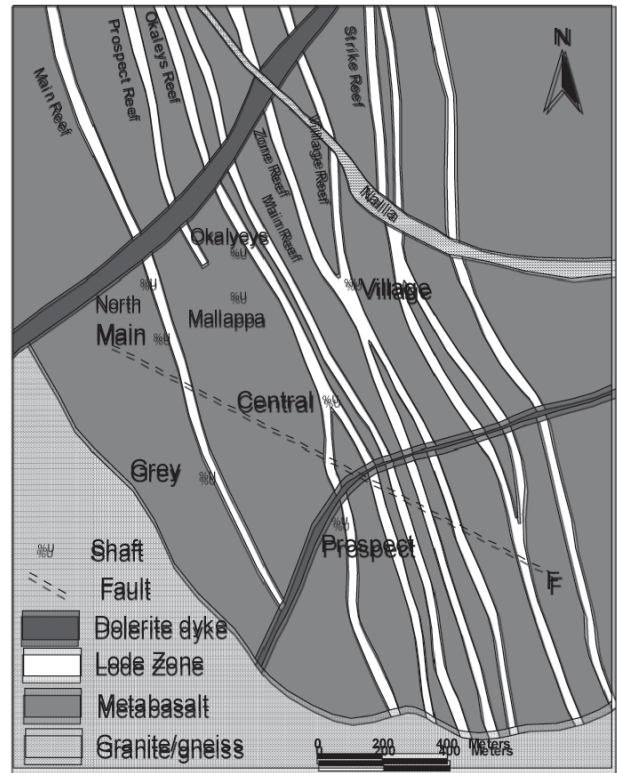 N
Main Reef
Prospect Reef
Okaleys Reef
Strike Reef
Zone Reef
Village Reef
Main Reef
Nalla
Okalyeys
%U
%U
North
%U
Mallappa
%U
Village
Main
%U
Central
%U
Grey
%U
%U
Prospect
F
%U
Shaft
Fault
Dolerite dyke
Lode Zone
Metabasalt
Granite/gneiss
0 200 400 Meters